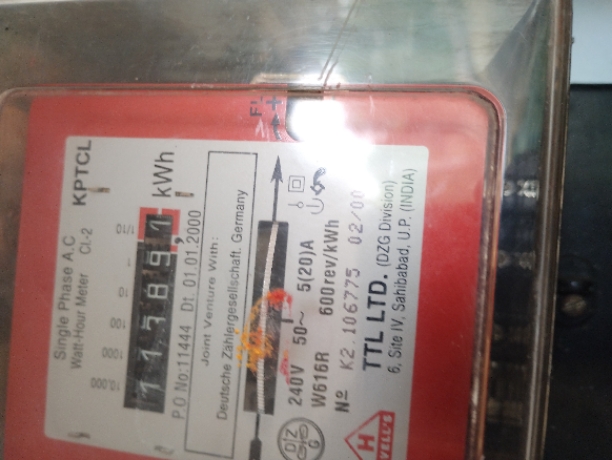 Single Phase A.C.
Watt-Hour Meter CL-2 KPTCL
10,000 1000 100 10 1 1/10
kWh
P.O No:11444 Dt. 01.01.2000
Joint Venture With:
Deutsche Zählergesellschaft. Germany
240V 50~ 5(20)A
W616R 600rev/kWh
Nº K2.106775 02/00
TTL LTD. (DZG Division)
6, Site IV, Sahibabad, U.P. (INDIA)
DZG
H
VELL'S